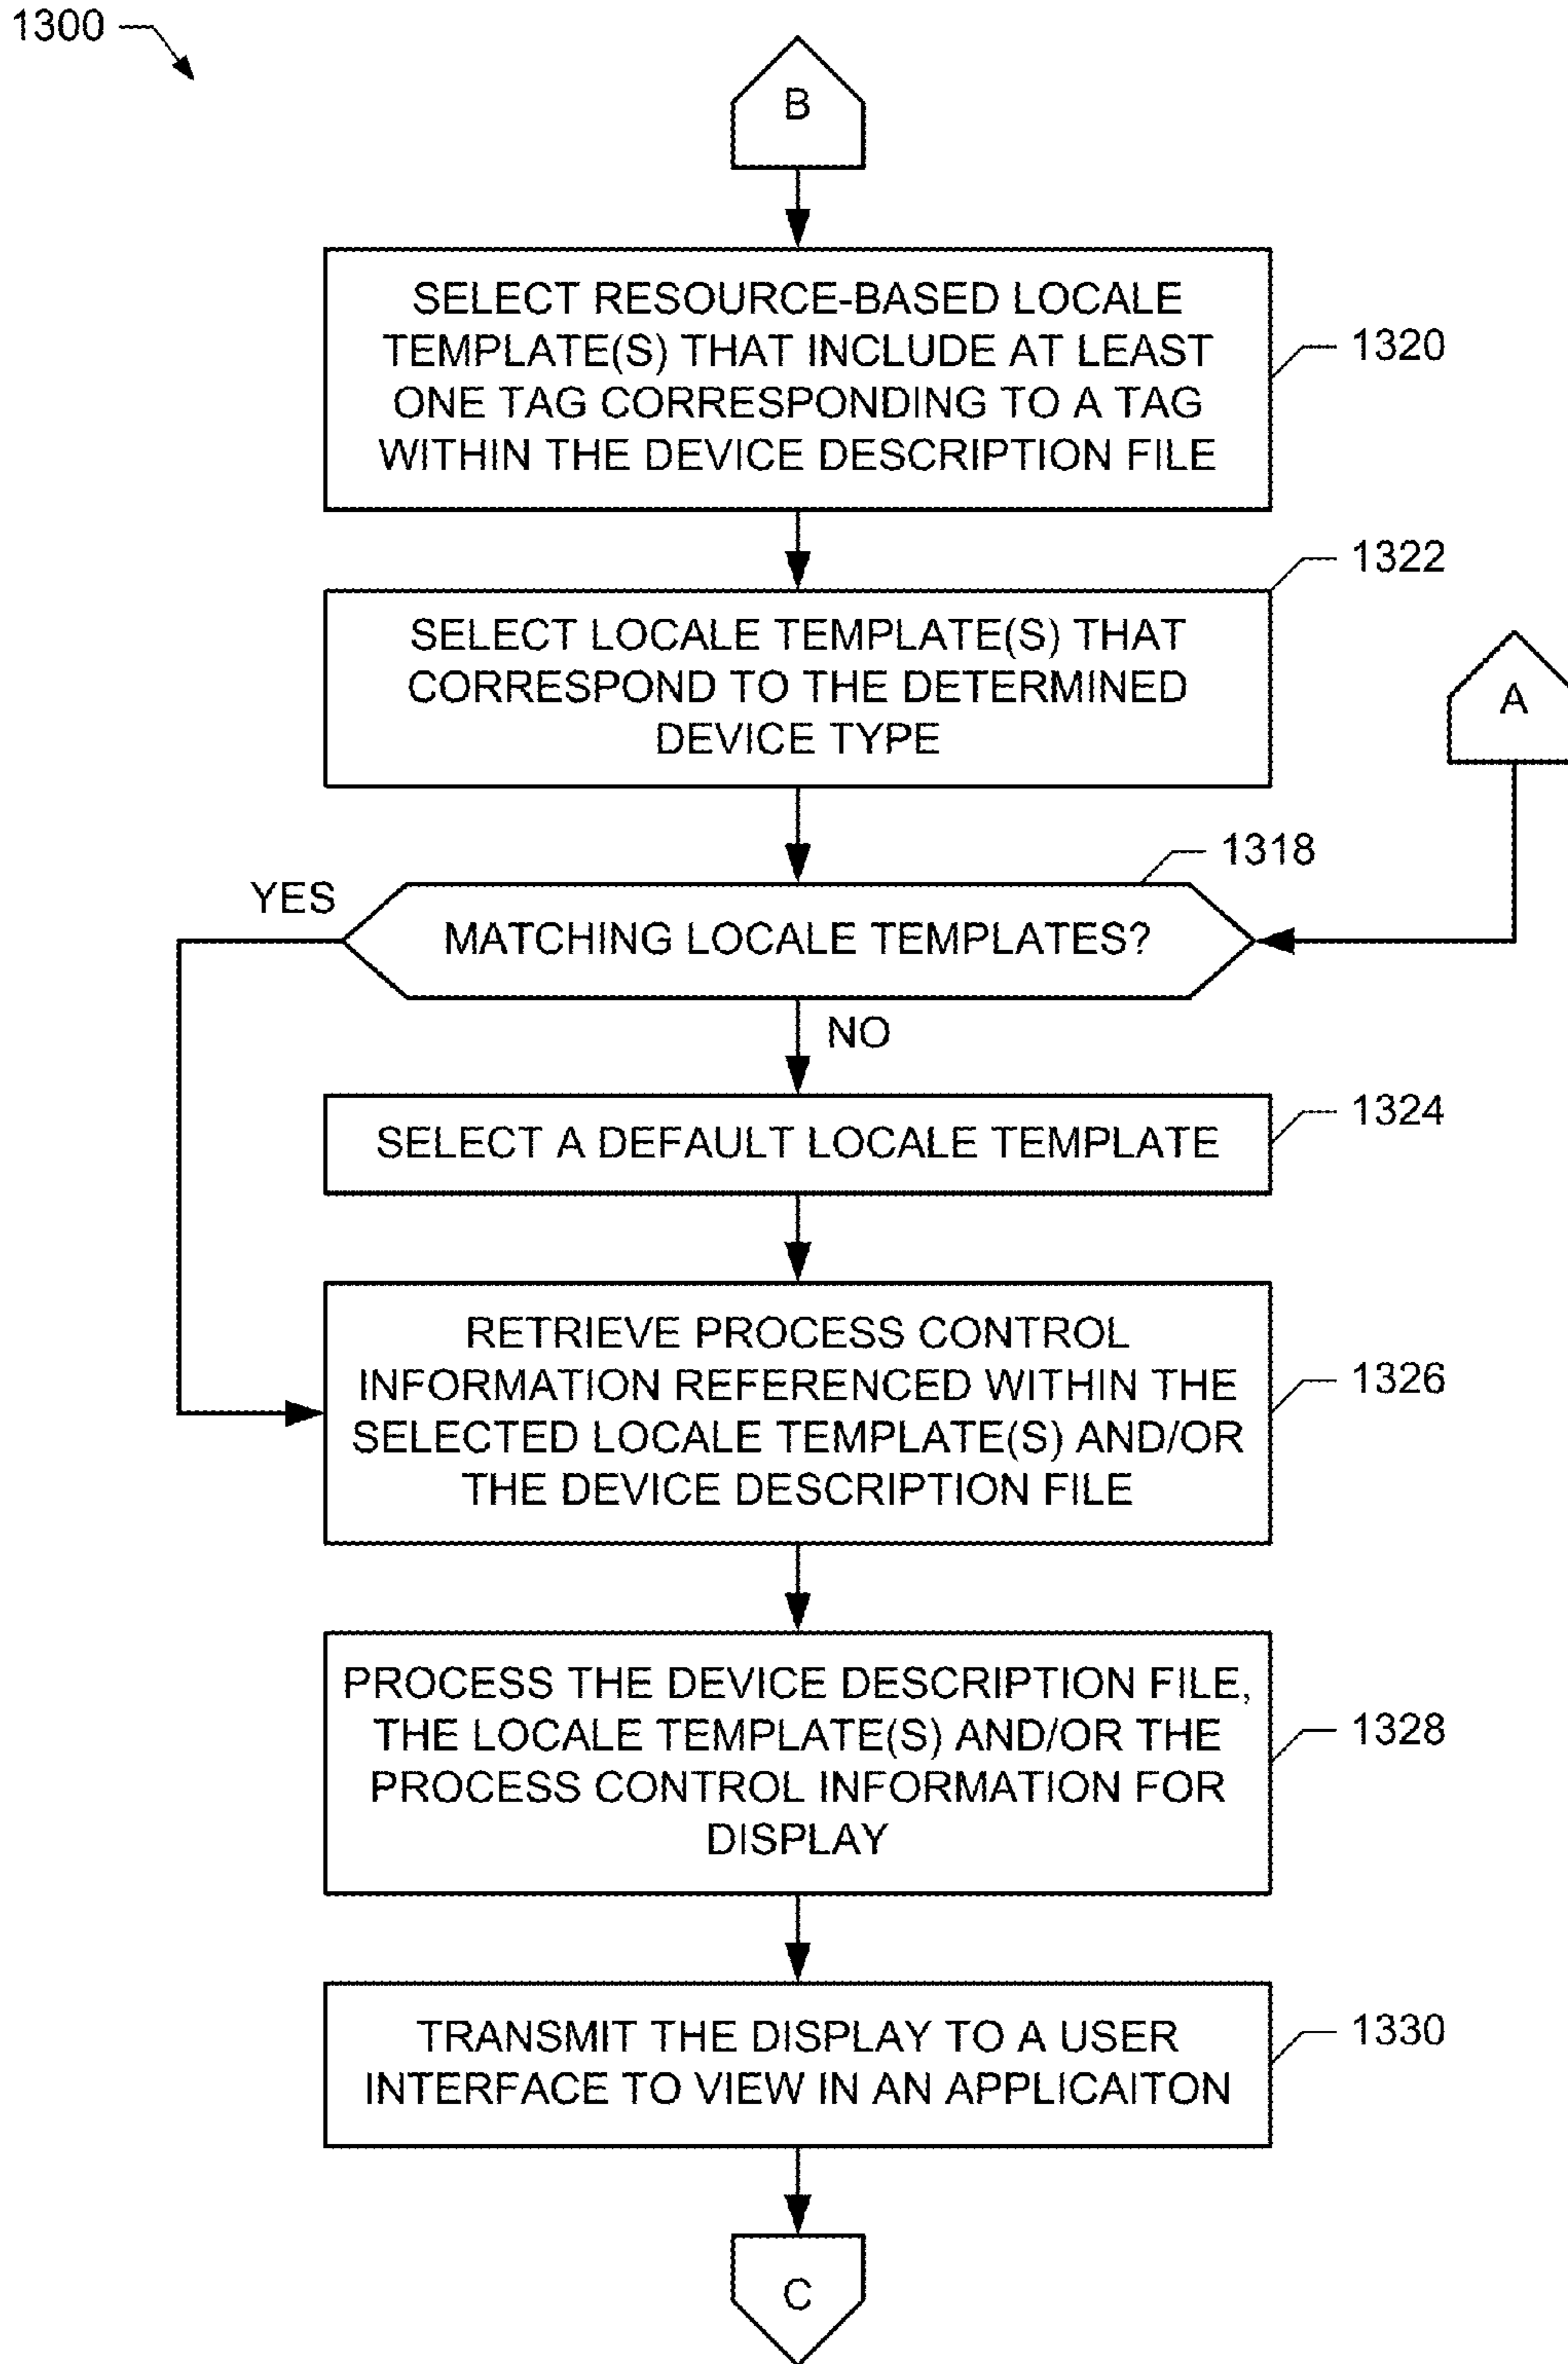 1300
B
SELECT RESOURCE-BASED LOCALE
TEMPLATE(S) THAT INCLUDE AT LEAST
ONE TAG CORRESPONDING TO A TAG
WITHIN THE DEVICE DESCRIPTION FILE
1320
1322
SELECT LOCALE TEMPLATE(S) THAT
CORRESPOND TO THE DETERMINED
DEVICE TYPE
A
1318
YES
MATCHING LOCALE TEMPLATES?
NO
SELECT A DEFAULT LOCALE TEMPLATE
1324
RETRIEVE PROCESS CONTROL
INFORMATION REFERENCED WITHIN THE
SELECTED LOCALE TEMPLATE(S) AND/OR
THE DEVICE DESCRIPTION FILE
1326
PROCESS THE DEVICE DESCRIPTION FILE,
THE LOCALE TEMPLATE(S) AND/OR THE
PROCESS CONTROL INFORMATION FOR
DISPLAY
1328
TRANSMIT THE DISPLAY TO A USER
INTERFACE TO VIEW IN AN APPLICAITON
1330
C